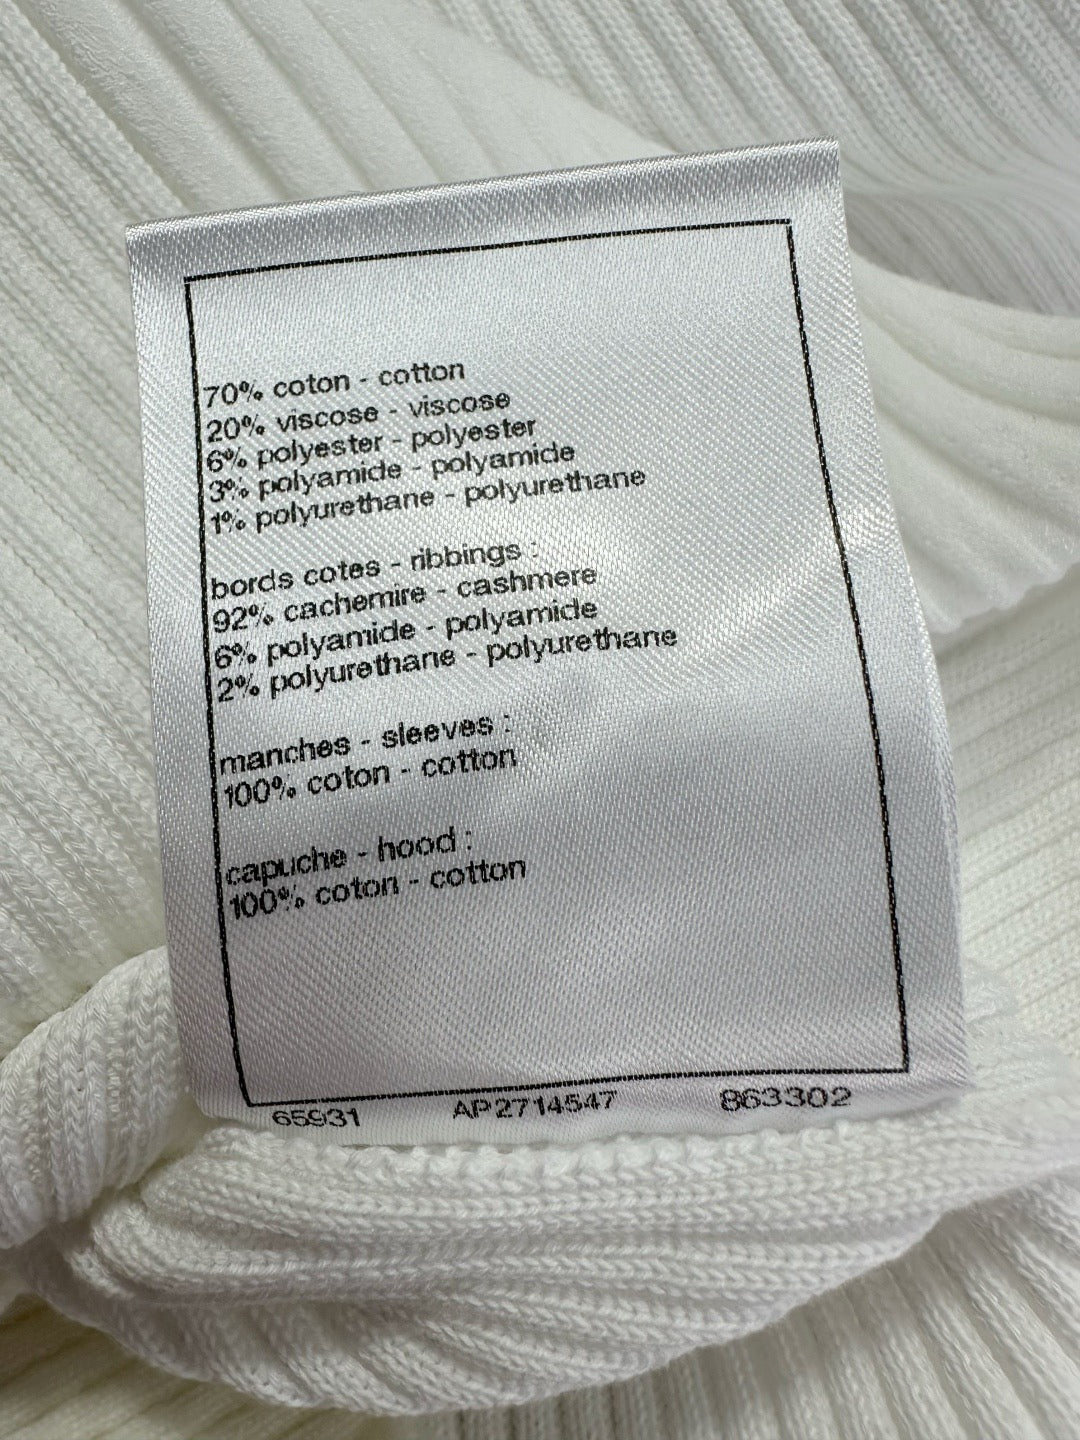 70% coton - cotton
20% viscose - viscose
6% polyester - polyester
3% polyamide - polyamide
1% polyurethane - polyurethane
bords cotes - ribbings :
92% cachemire - cashmere
6% polyamide - polyamide
2% polyurethane - polyurethane
manches - sleeves :
100% coton - cotton
capuche - hood :
100% coton - cotton
65931 AP2714547 863302